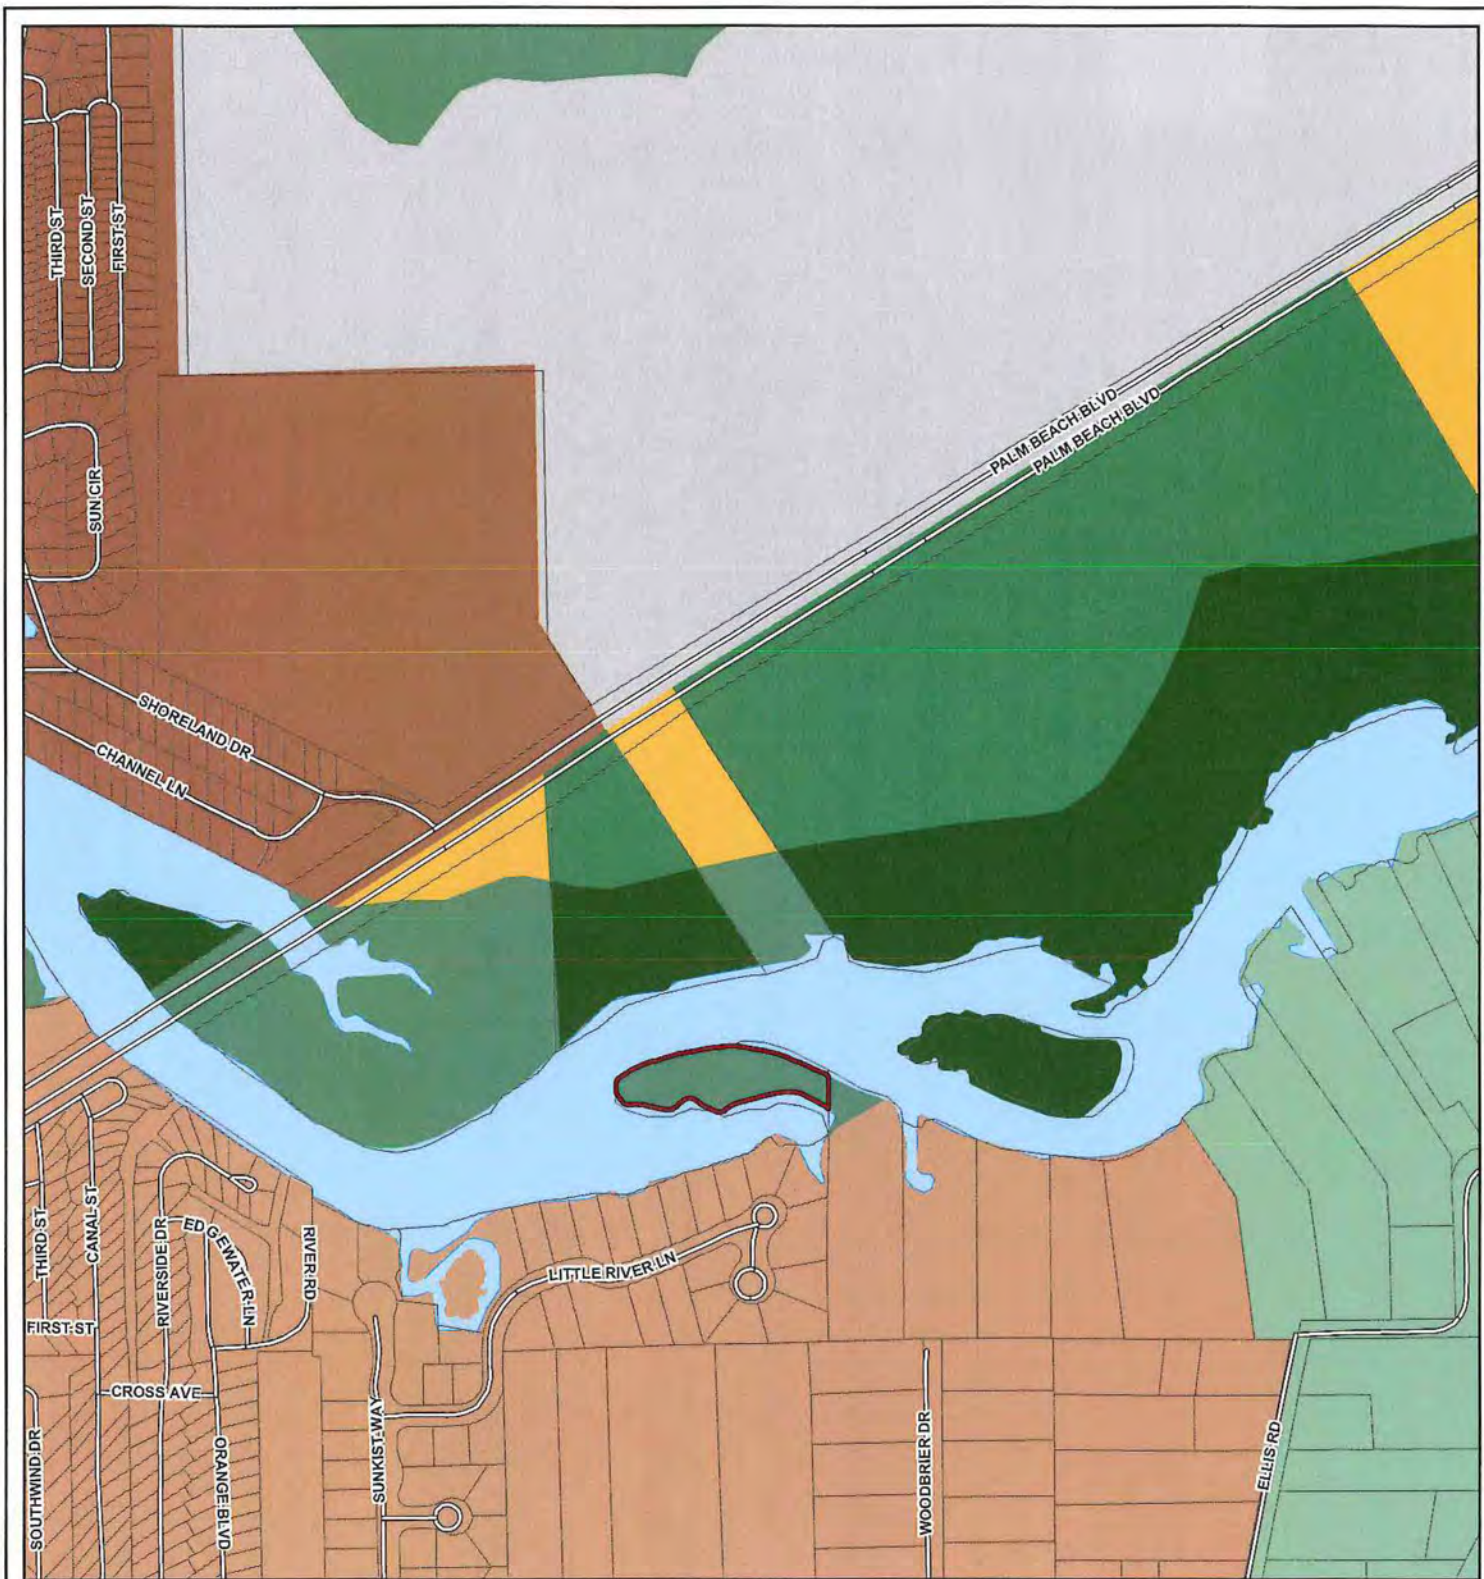 THIRD ST
SECOND ST
FIRST ST
SUN CIR
PALM BEACH BLVD
PALM BEACH BLVD
SHORELAND DR
CHANNEL LN
THIRD ST
CANAL ST
RIVERSIDE DR
EDGEWATER LN
RIVER RD
LITTLE RIVER LN
FIRST ST
CROSS AVE
SOUTHWIND DR
ORANGE BLVD
SUNKIST WAY
WOODBRIER DR
ELLIS RD